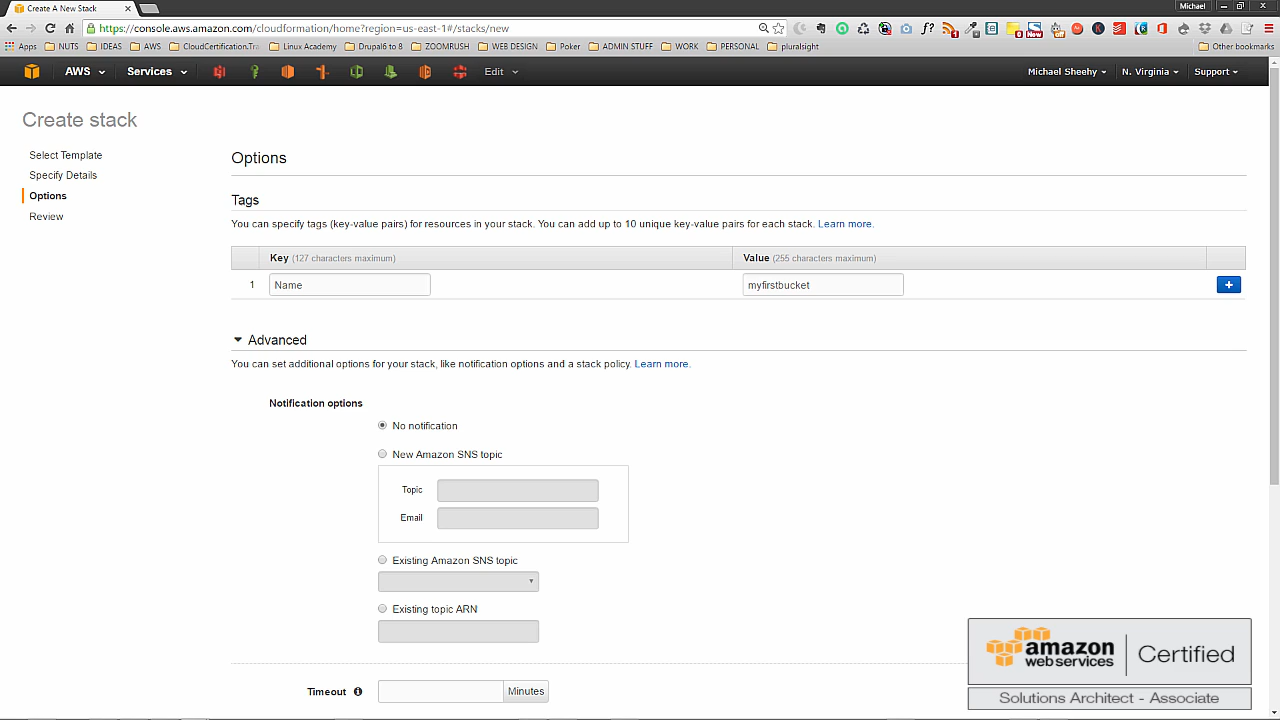 Create A New Stack
Michael
https://console.aws.amazon.com/cloudformation/home?region=us-east-1#/stacks/new
Apps NUTS IDEAS AWS CloudCertification.Tr Linux Academy Drupal6 to 8 ZOOMRUSH WEB DESIGN Poker ADMIN STUFF WORK PERSONAL pluralsight Other bookmarks
AWS Services Edit Michael Sheehy N. Virginia Support
Create stack
Select Template
Specify Details
Options
Review
Options
Tags
You can specify tags (key-value pairs) for resources in your stack. You can add up to 10 unique key-value pairs for each stack. Learn more.
Key (127 characters maximum) Value (255 characters maximum)
1 Name myfirstbucket +
Advanced
You can set additional options for your stack, like notification options and a stack policy. Learn more.
Notification options
No notification
New Amazon SNS topic
Topic
Email
Existing Amazon SNS topic
Existing topic ARN
Timeout Minutes
amazon web services Certified
Solutions Architect - Associate